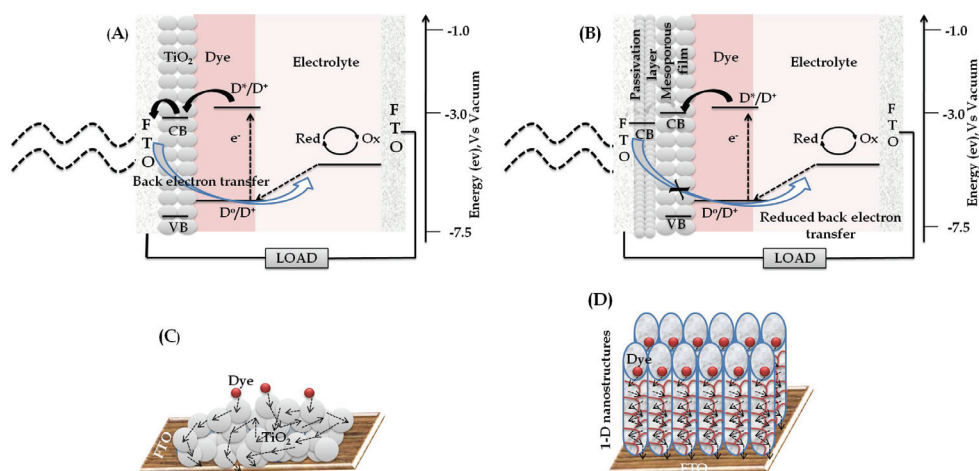 (A)
TiO2
Dye
Electrolyte
D*/D+
CB
F
T
O
e-
Red
Ox
F
T
O
Back electron transfer
Do/D+
VB
LOAD
-1.0
-3.0
-7.5
Energy (ev),Vs Vacuum
(B)
Passivation
layer
Mesoporous
film
Dye
Electrolyte
D*/D+
CB
CB
F
T
O
e-
Red
Ox
F
T
O
X
Do/D+
Reduced back electron
transfer
VB
LOAD
-1.0
-3.0
-7.5
Energy (ev),Vs Vacuum
(C)
Dye
TiO2
FTO
(D)
1-D nanostructures
Dye
FTO